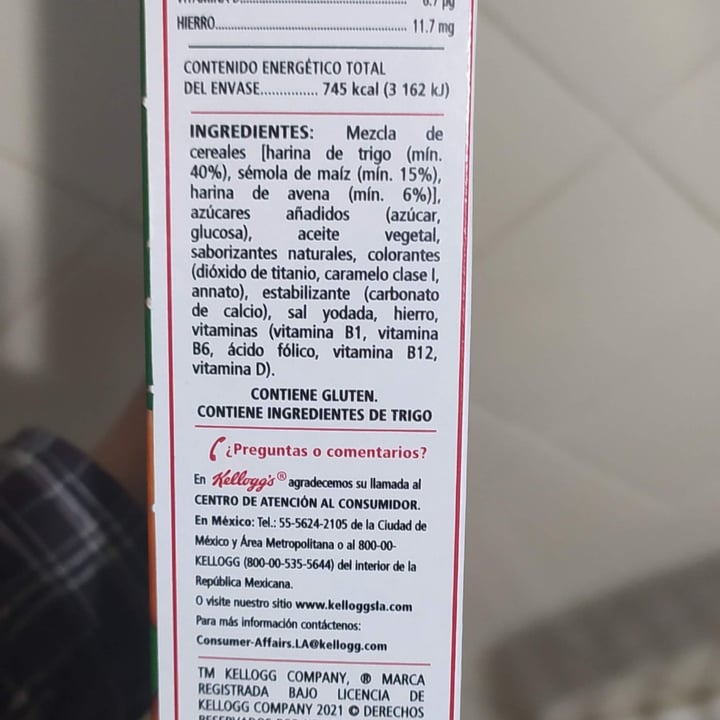 HIERRO.................................................. 11.7 mg
CONTENIDO ENERGÉTICO TOTAL
DEL ENVASE.............. 745 kcal (3 162 kJ)
INGREDIENTES: Mezcla de
cereales [harina de trigo (mín.
40%), sémola de maíz (mín. 15%),
harina de avena (mín. 6%)],
azúcares añadidos (azúcar,
glucosa), aceite vegetal,
saborizantes naturales, colorantes
(dióxido de titanio, caramelo clase I,
annato), estabilizante (carbonato
de calcio), sal yodada, hierro,
vitaminas (vitamina B1, vitamina
B6, ácido fólico, vitamina B12,
vitamina D).
CONTIENE GLUTEN.
CONTIENE INGREDIENTES DE TRIGO
¿Preguntas o comentarios?
En Kellogg's® agradecemos su llamada al
CENTRO DE ATENCIÓN AL CONSUMIDOR.
En México: Tel.: 55-5624-2105 de la Ciudad de
México y Área Metropolitana o al 800-00-
KELLOGG (800-00-535-5644) del interior de la
República Mexicana.
O visite nuestro sitio www.kelloggsla.com
Para más información contáctenos:
Consumer-Affairs.LA@kellogg.com
TM KELLOGG COMPANY, ® MARCA
REGISTRADA BAJO LICENCIA DE
KELLOGG COMPANY 2021 © DERECHOS